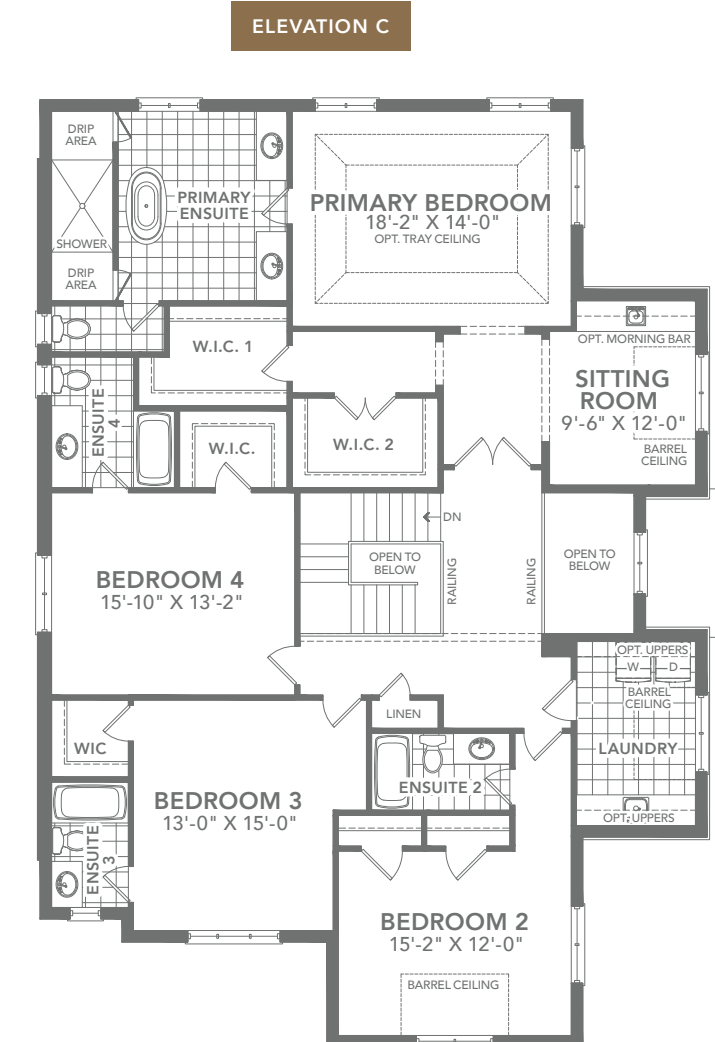 ELEVATION C
DRIP
AREA
SHOWER
DRIP
AREA
PRIMARY
ENSUITE
PRIMARY BEDROOM
18'-2" X 14'-0"
OPT. TRAY CEILING
W.I.C. 1
OPT. MORNING BAR
SITTING
ROOM
9'-6" X 12'-0"
BARREL
CEILING
ENSUITE
4
W.I.C.
W.I.C. 2
DN
OPEN TO
BELOW
RAILING
RAILING
OPEN TO
BELOW
BEDROOM 4
15'-10" X 13'-2"
OPT. UPPERS
W
D
BARREL
CEILING
LAUNDRY
OPT. UPPERS
LINEN
WIC
ENSUITE 2
BEDROOM 3
13'-0" X 15'-0"
ENSUITE
3
BEDROOM 2
15'-2" X 12'-0"
BARREL CEILING